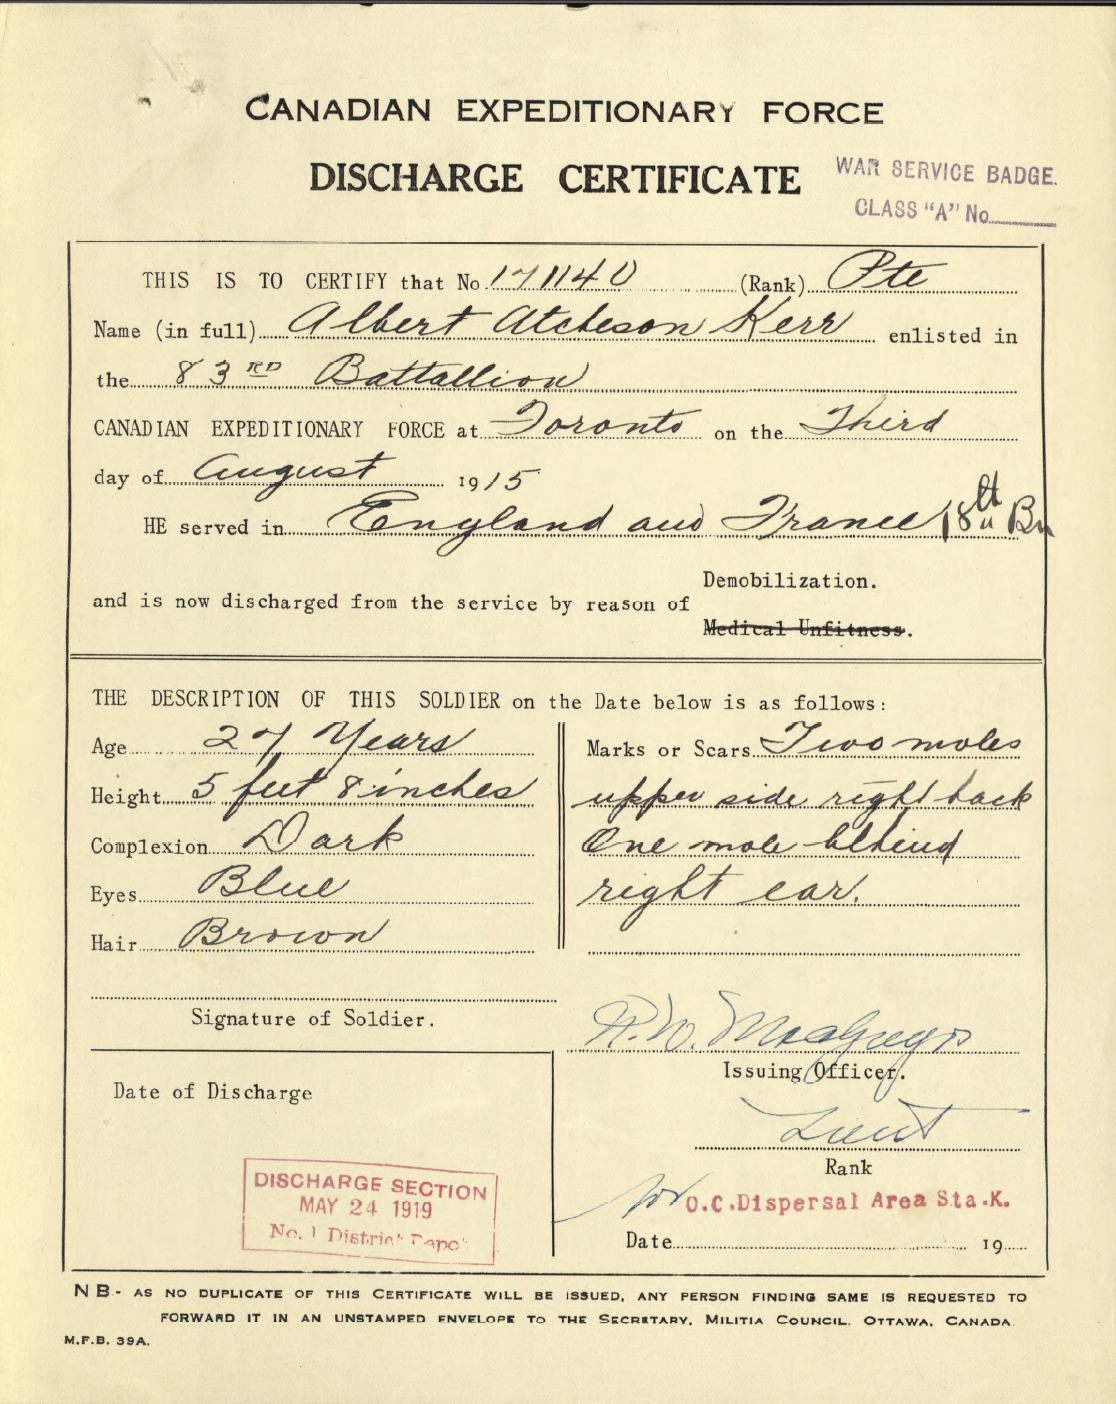 CANADIAN EXPEDITIONARY FORCE
DISCHARGE CERTIFICATE
WAR SERVICE BADGE.
CLASS "A" No
THIS IS TO CERTIFY that No. 171140 (Rank) Pte
Name (in full) Albert Atcheson Kerr enlisted in
the 83RD Battallion
CANADIAN EXPEDITIONARY FORCE at Toronto on the Third
day of August 1915
HE served in England and France 18th Bn
Demobilization.
and is now discharged from the service by reason of
Medical Unfitness.
THE DESCRIPTION OF THIS SOLDIER on the Date below is as follows:
Age 27 Years
Height 5 feet 8 inches
Complexion Dark
Eyes Blue
Hair Brown
Marks or Scars Two moles
upper side right back
One mole behind
right ear.
Signature of Soldier.
R.W. MacGregor
Issuing Officer.
Lieut
Rank
for O.C. Dispersal Area Sta.K.
Date 19
Date of Discharge
DISCHARGE SECTION
MAY 24 1919
No. 1 District Depot
NB- AS NO DUPLICATE OF THIS CERTIFICATE WILL BE ISSUED, ANY PERSON FINDING SAME IS REQUESTED TO
FORWARD IT IN AN UNSTAMPED ENVELOPE TO THE SECRETARY, MILITIA COUNCIL, OTTAWA, CANADA.
M.F.B. 39A.